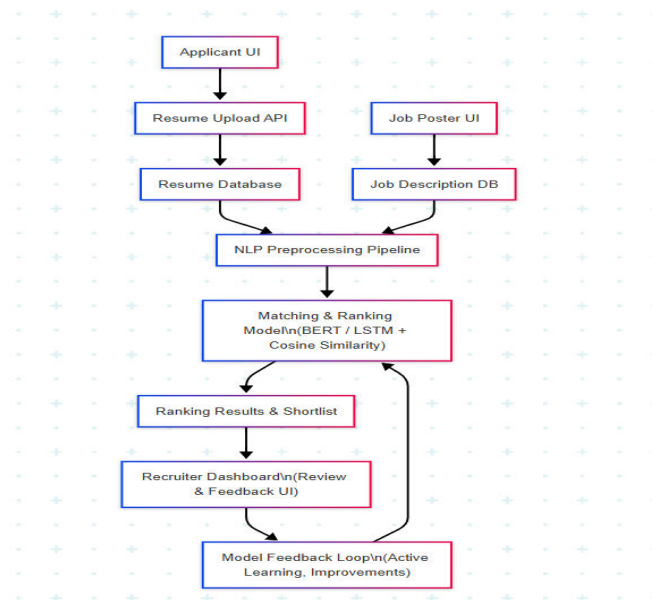 Applicant UI
Resume Upload API
Job Poster UI
Resume Database
Job Description DB
NLP Preprocessing Pipeline
Matching & Ranking
Model\n(BERT / LSTM +
Cosine Similarity)
Ranking Results & Shortlist
Recruiter Dashboard\n(Review
& Feedback UI)
Model Feedback Loop\n(Active
Learning, Improvements)